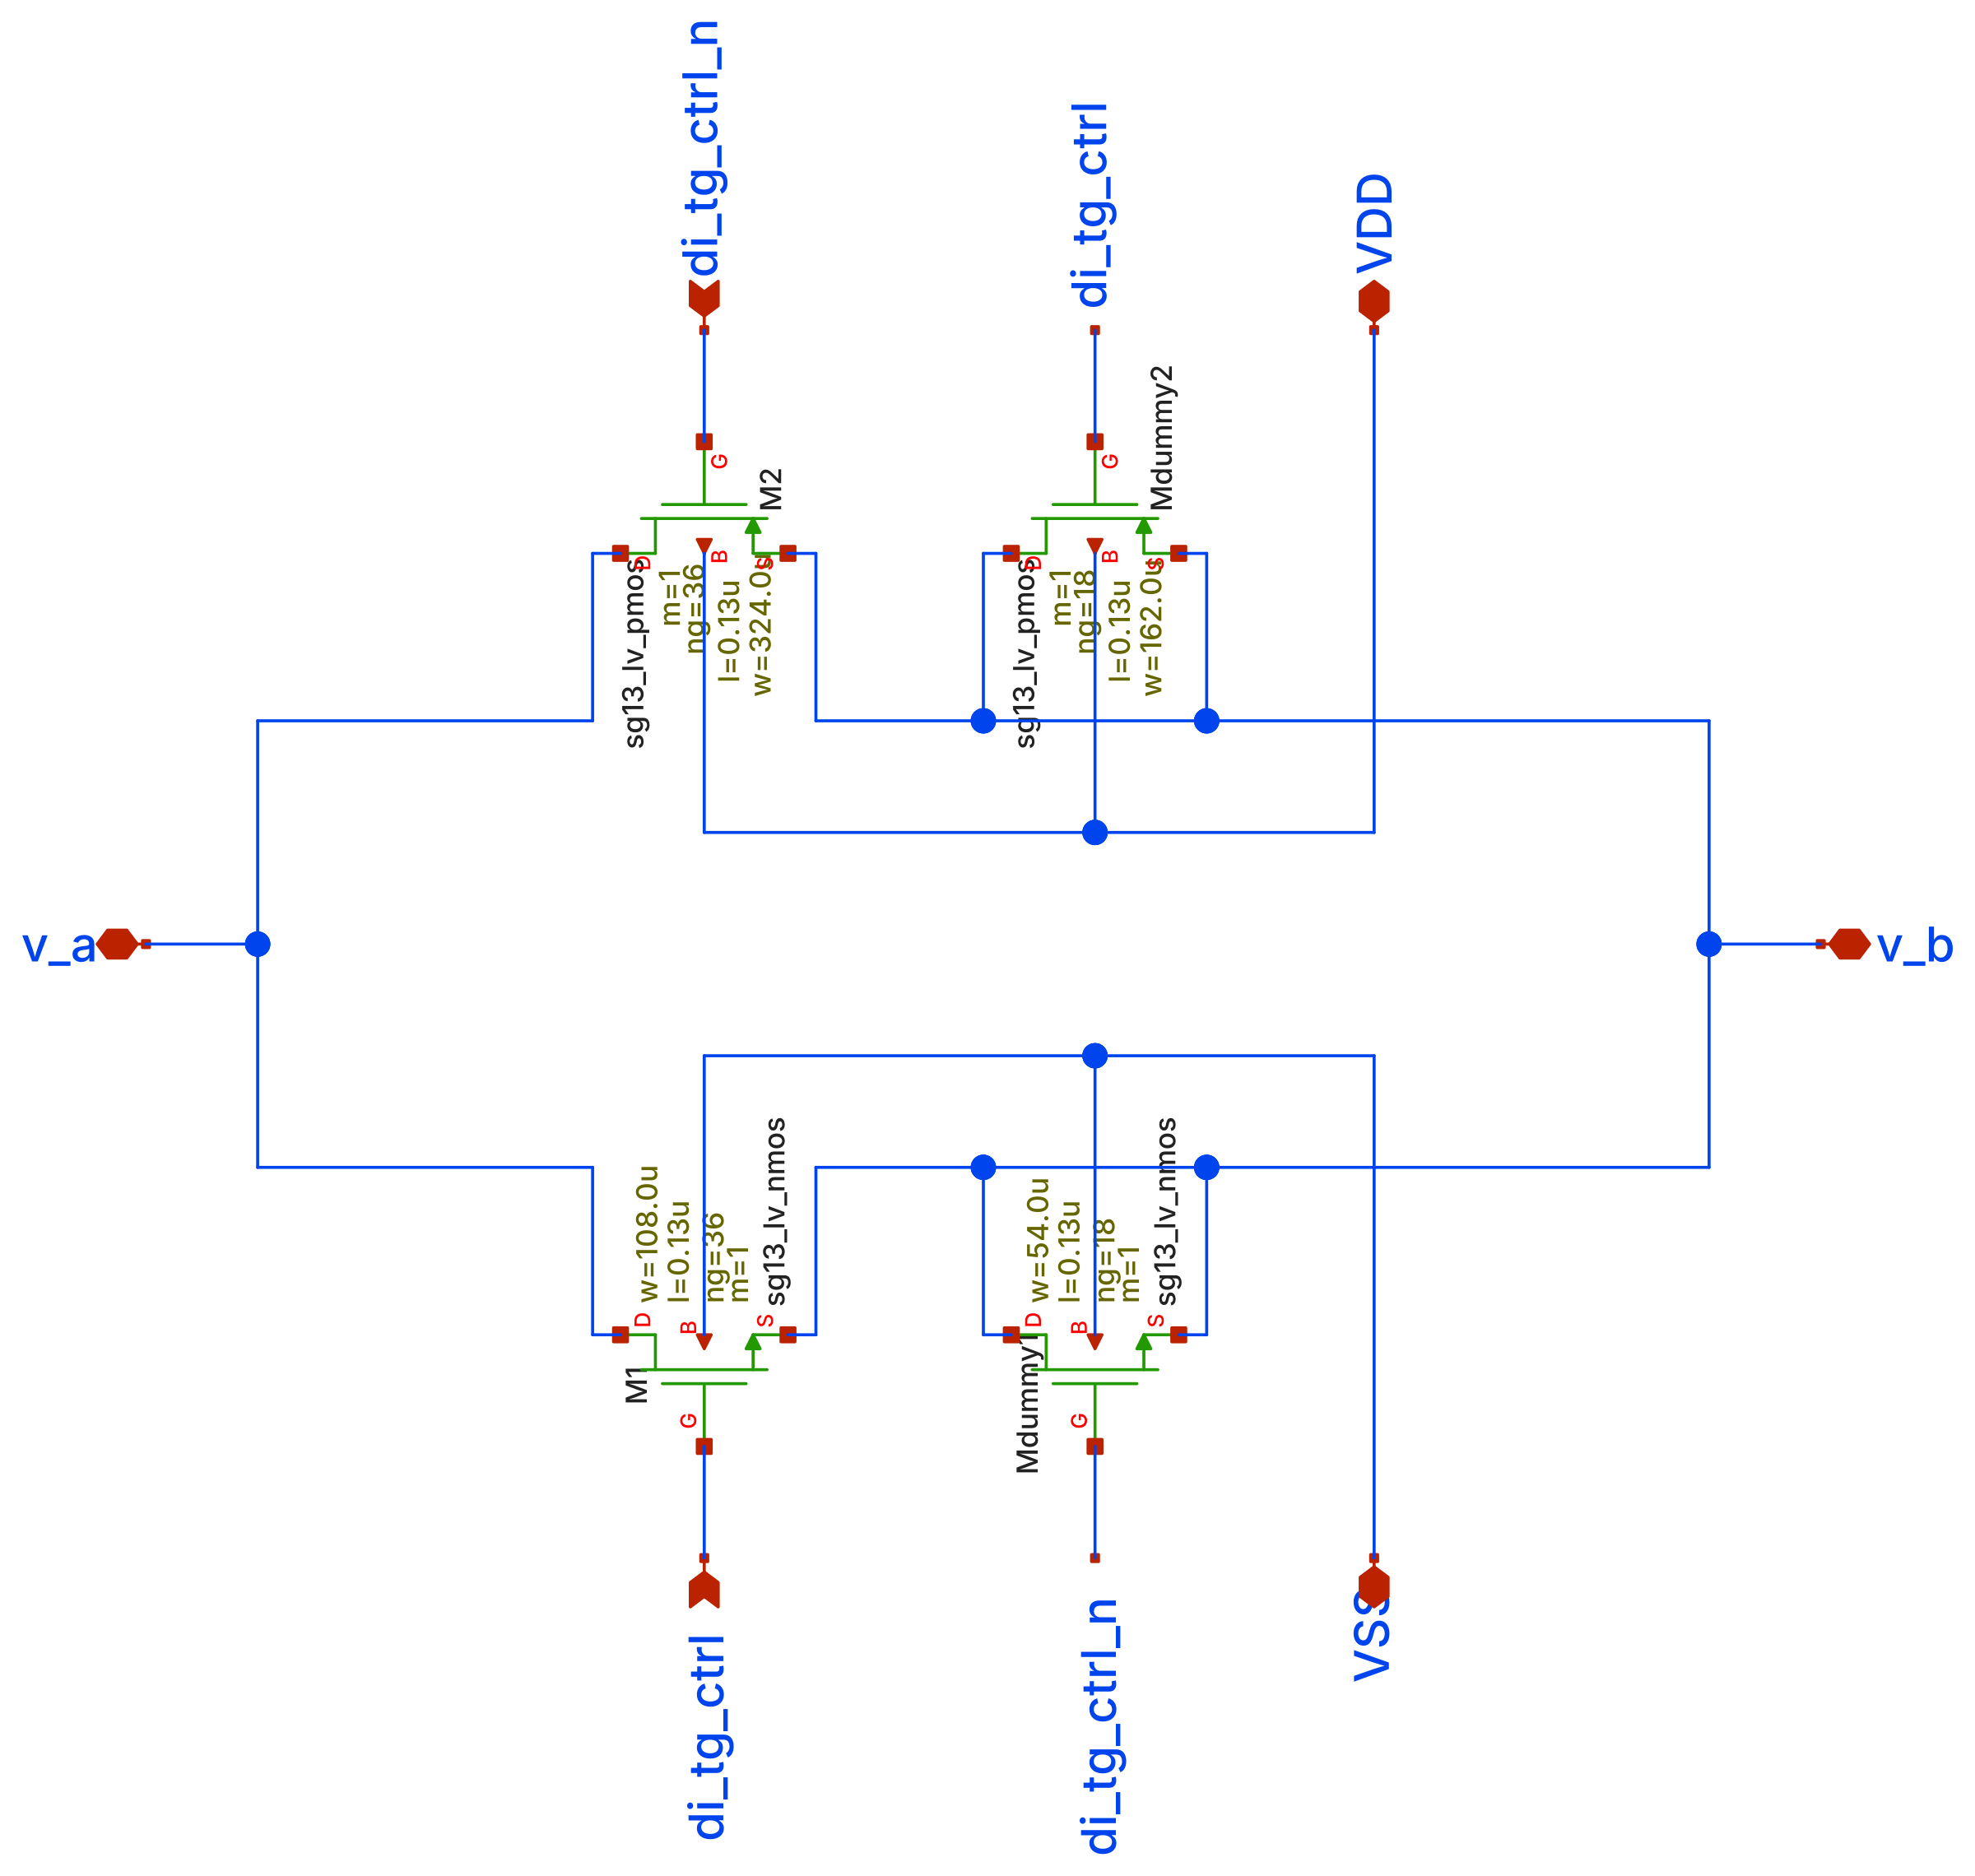 di_tg_ctrl_n
di_tg_ctrl
VDD
G
M2
D
B
S
sg13_lv_pmos
m=1
ng=36
l=0.13u
w=324.0u
G
Mdummy2
D
B
S
sg13_lv_pmos
m=1
ng=18
l=0.13u
w=162.0u
v_a
v_b
w=108.0u
l=0.13u
ng=36
m=1
sg13_lv_nmos
D
B
S
M1
G
w=54.0u
l=0.13u
ng=18
m=1
sg13_lv_nmos
D
B
S
Mdummy1
G
di_tg_ctrl
di_tg_ctrl_n
VSS